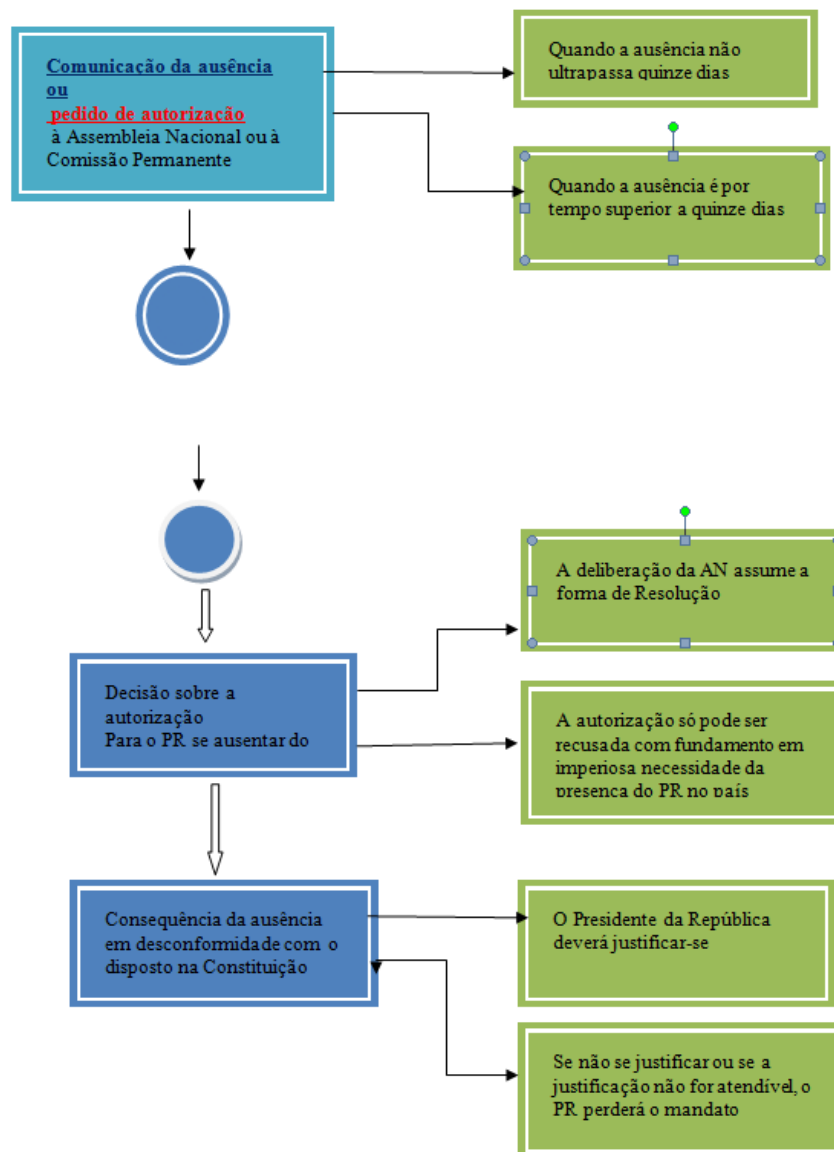 Comunicação da ausência
ou
pedido de autorização
à Assembleia Nacional ou à
Comissão Permanente
Quando a ausência não
ultrapassa quinze dias
Quando a ausência é por
tempo superior a quinze dias
A deliberação da AN assume a
forma de Resolução
Decisão sobre a
autorização
Para o PR se ausentar do
A autorização só pode ser
recusada com fundamento em
imperiosa necessidade da
presença do PR no país
Consequência da ausência
em desconformidade com o
disposto na Constituição
O Presidente da República
deverá justificar-se
Se não se justificar ou se a
justificação não for atendível, o
PR perderá o mandato